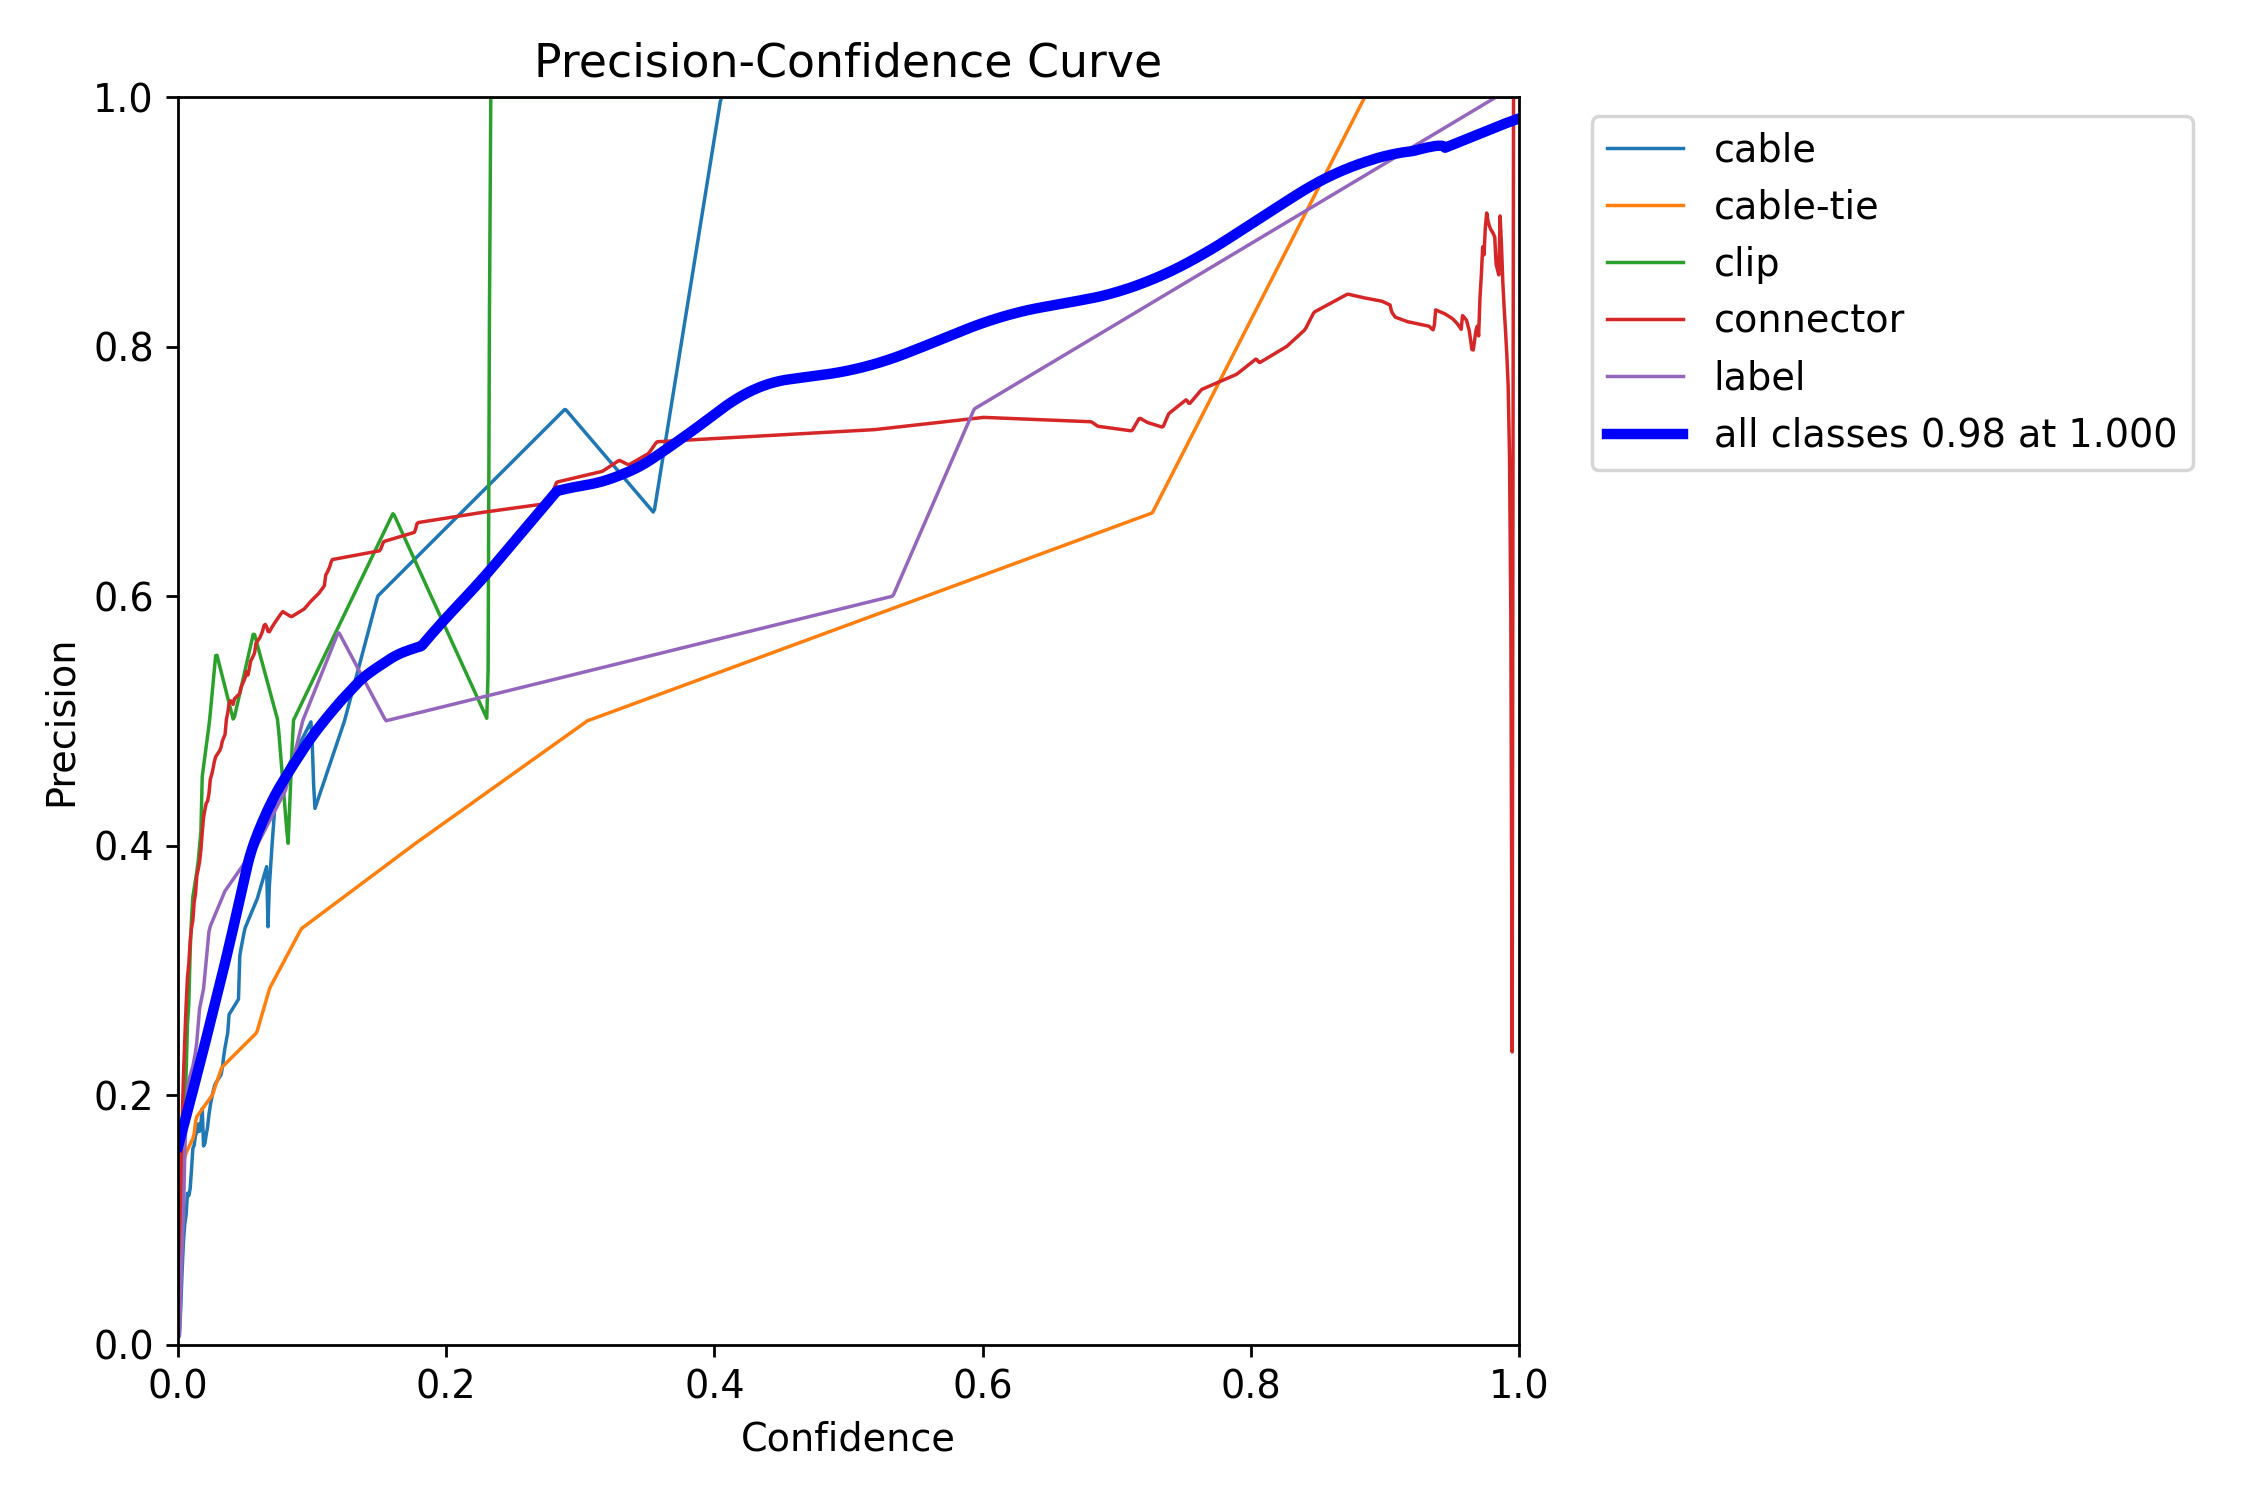 Precision-Confidence Curve
1.0
0.8
0.6
0.4
0.2
0.0
Precision
0.0 0.2 0.4 0.6 0.8 1.0
Confidence
cable
cable-tie
clip
connector
label
all classes 0.98 at 1.000